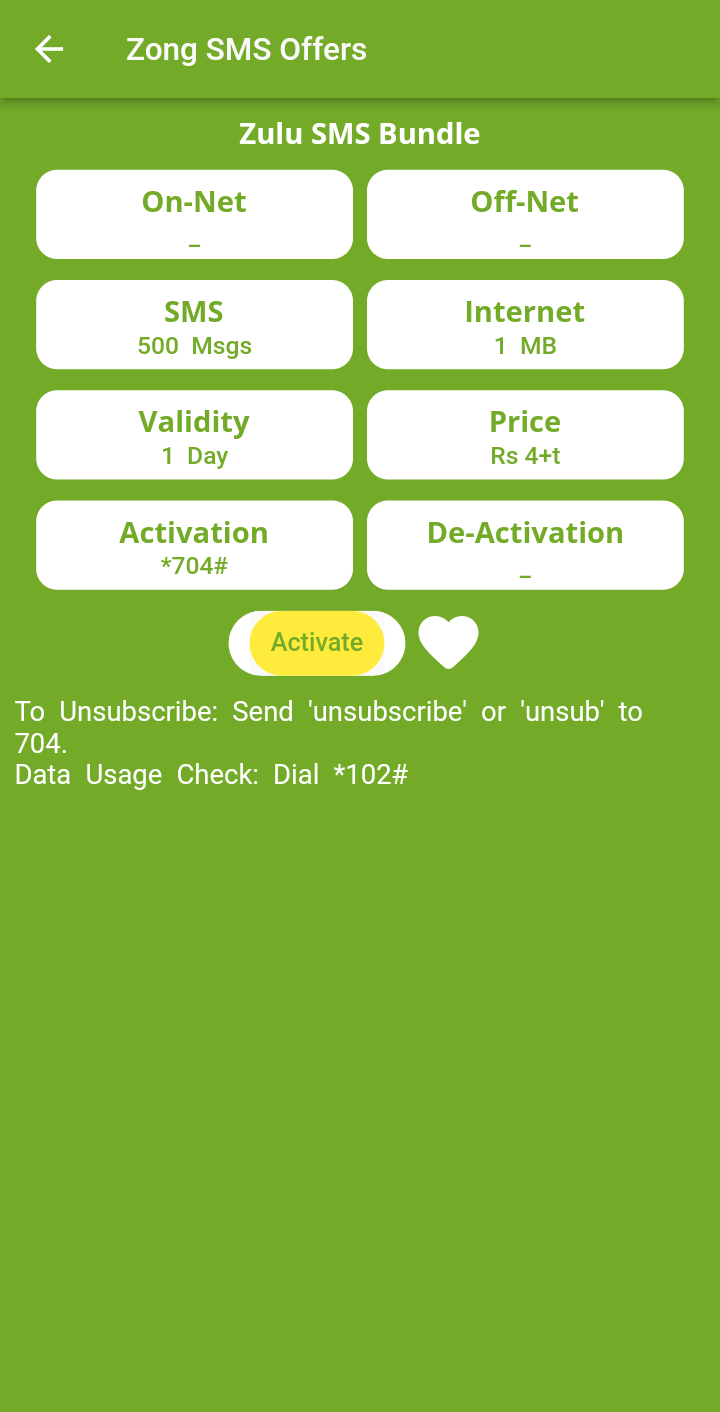 Zong SMS Offers
Zulu SMS Bundle
On-Net
_
Off-Net
_
SMS
500 Msgs
Internet
1 MB
Validity
1 Day
Price
Rs 4+t
Activation
*704#
De-Activation
_
Activate
To Unsubscribe: Send 'unsubscribe' or 'unsub' to
704.
Data Usage Check: Dial *102#